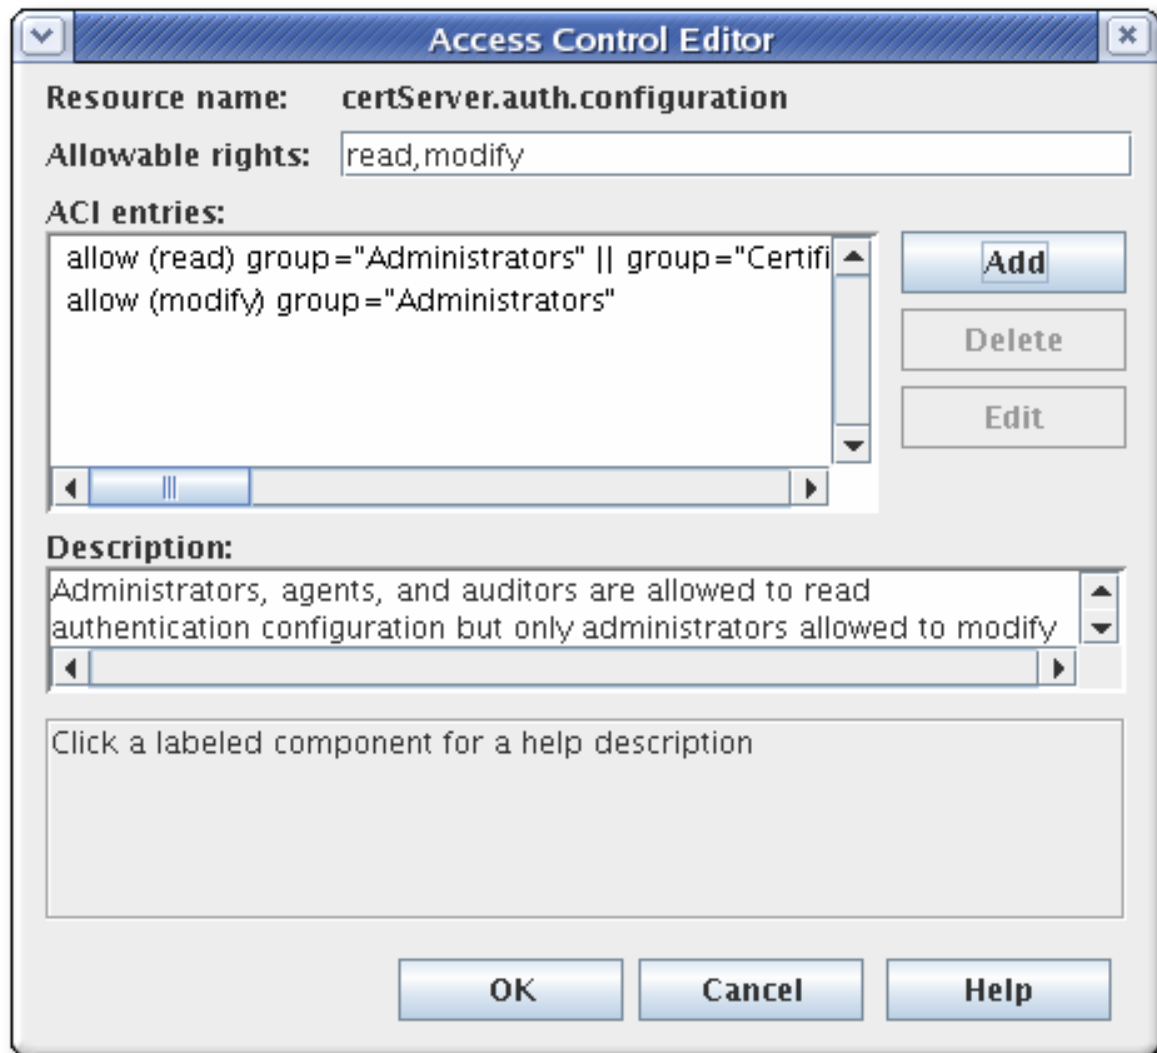 Access Control Editor
Resource name: certServer.auth.configuration
Allowable rights: read,modify
ACI entries:
allow (read) group="Administrators" || group="Certifi
allow (modify) group="Administrators"
Add
Delete
Edit
Description:
Administrators, agents, and auditors are allowed to read
authentication configuration but only administrators allowed to modify
Click a labeled component for a help description
OK Cancel Help